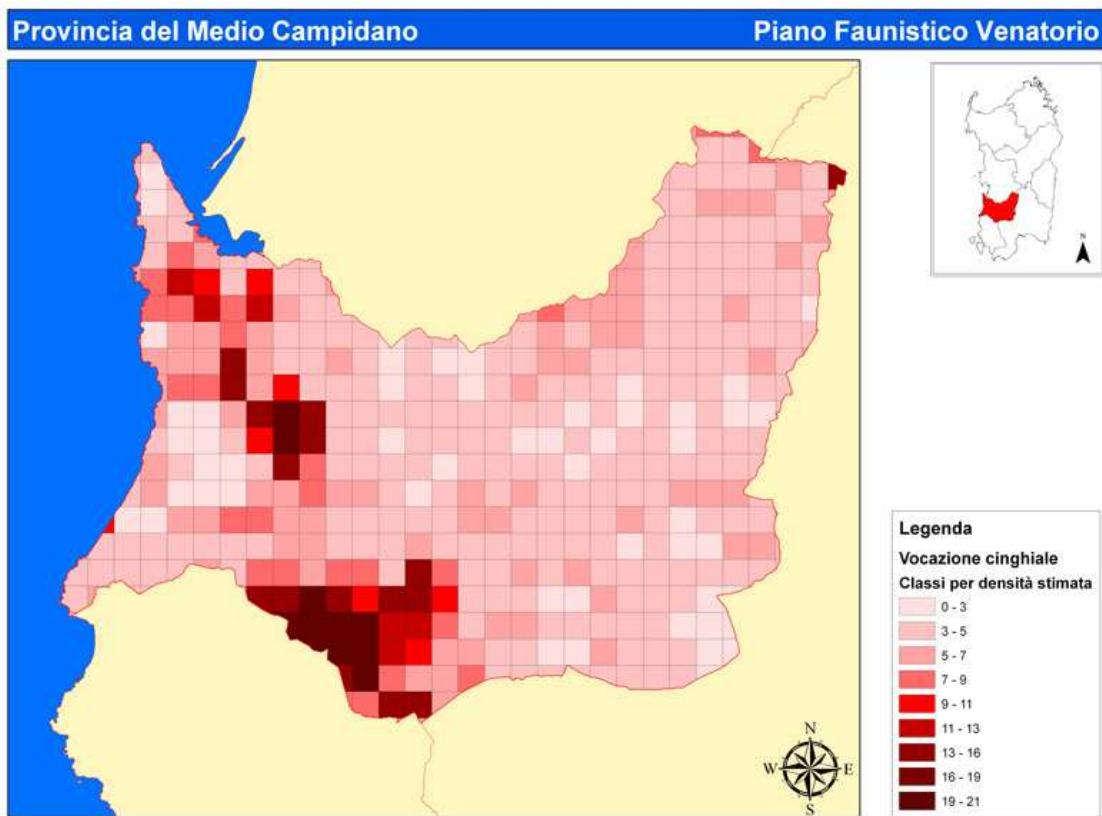 Provincia del Medio Campidano
Piano Faunistico Venatorio
N
N
W E
S
Legenda
Vocazione cinghiale
Classi per densità stimata
0 - 3
3 - 5
5 - 7
7 - 9
9 - 11
11 - 13
13 - 16
16 - 19
19 - 21